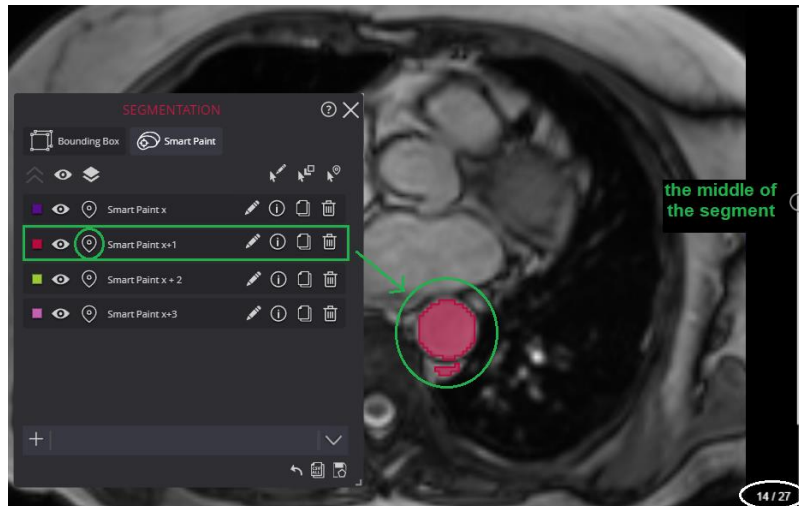 SEGMENTATION
Bounding Box
Smart Paint
Smart Paint x
Smart Paint x+1
Smart Paint x + 2
Smart Paint x+3
the middle of
the segment
14 / 27